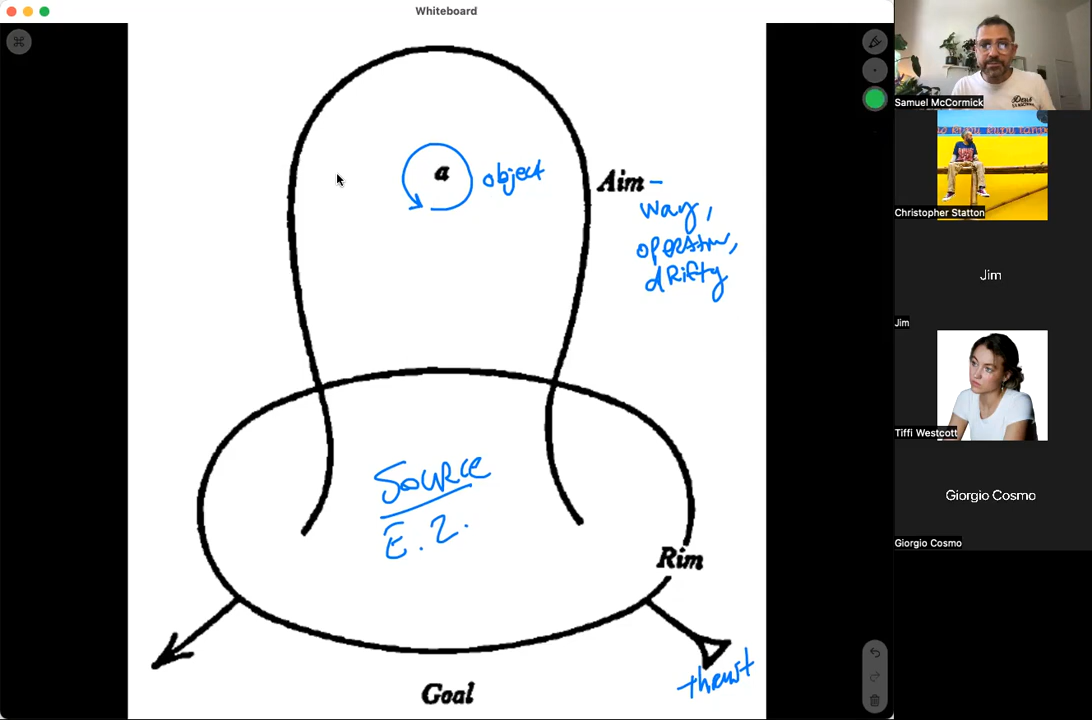 Whiteboard
a
object
Aim –
way,
operation,
drifty
Source
E. Z.
Rim
thrust
Goal
Samuel McCormick
Christopher Statton
Jim
Jim
Tiffi Westcott
Giorgio Cosmo
Giorgio Cosmo